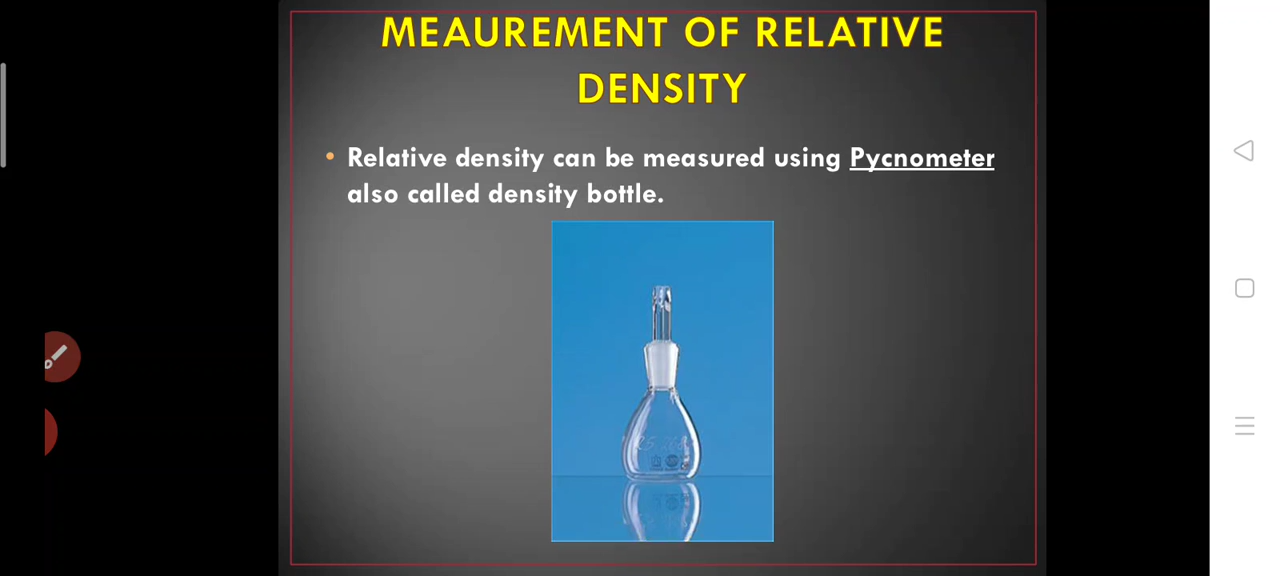 MEAUREMENT OF RELATIVE
DENSITY
• Relative density can be measured using Pycnometer
also called density bottle.